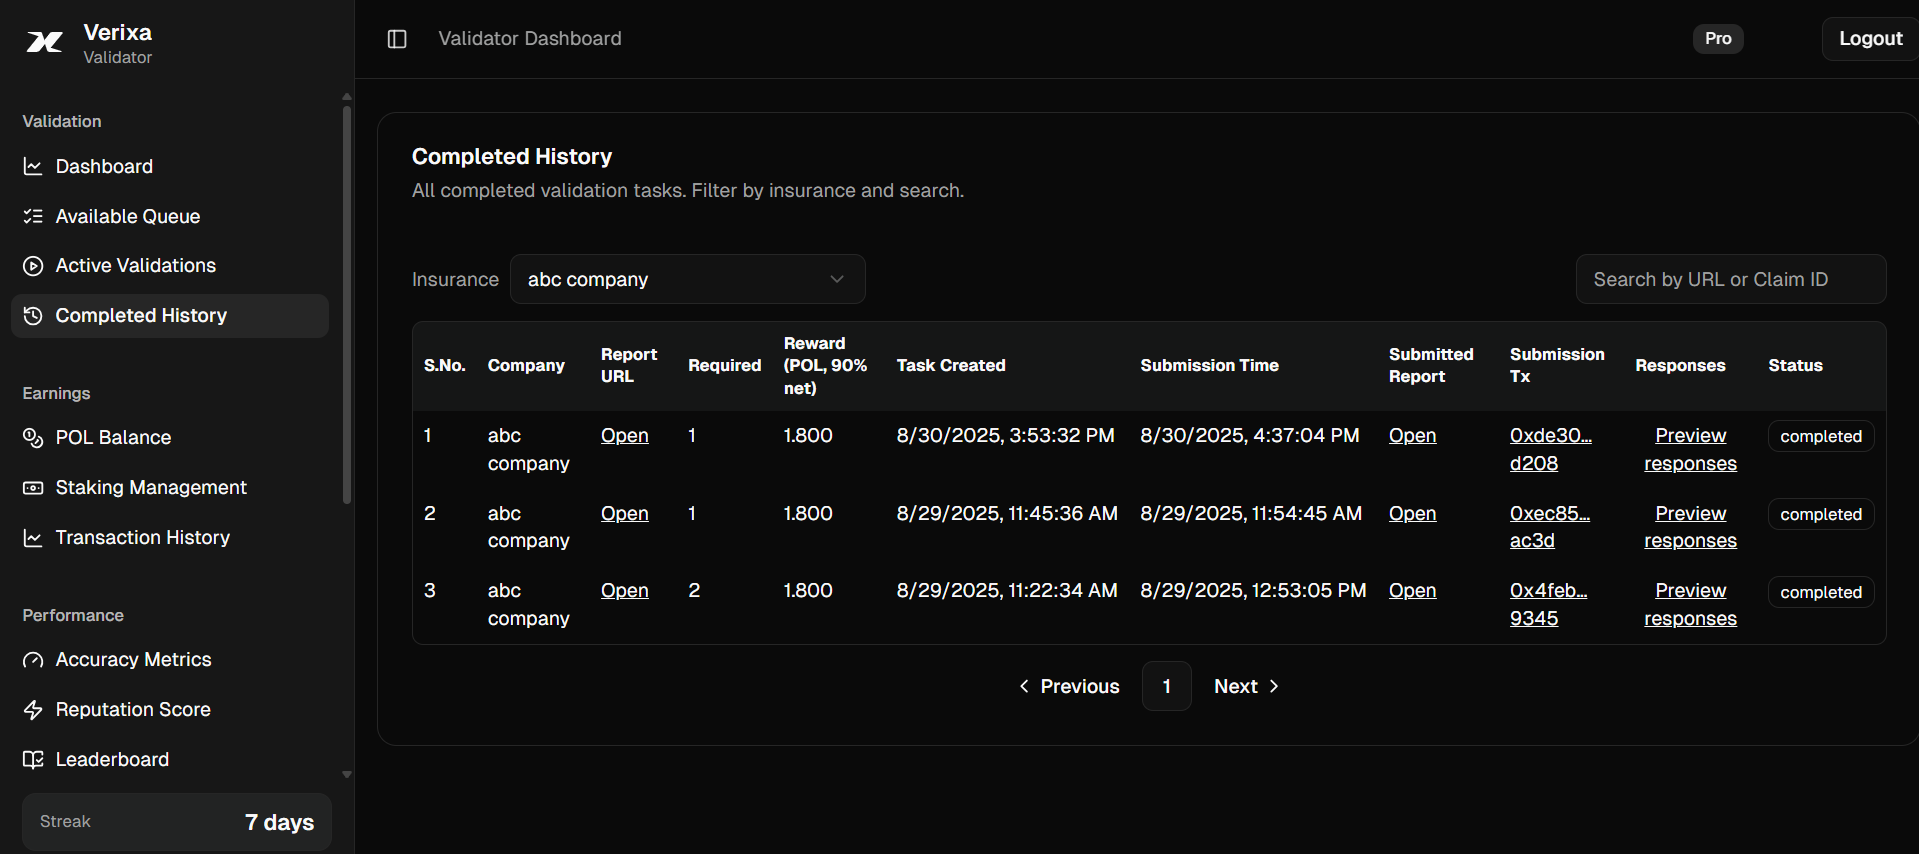 Verixa
Validator
Validation
Dashboard
Available Queue
Active Validations
Completed History
Earnings
POL Balance
Staking Management
Transaction History
Performance
Accuracy Metrics
Reputation Score
Leaderboard
Streak 7 days
Validator Dashboard
Pro
Logout
Completed History
All completed validation tasks. Filter by insurance and search.
Insurance abc company
Search by URL or Claim ID
S.No. Company Report URL Required Reward (POL, 90% net) Task Created Submission Time Submitted Report Submission Tx Responses Status
1 abc company Open 1 1.800 8/30/2025, 3:53:32 PM 8/30/2025, 4:37:04 PM Open 0xde30…d208 Preview responses completed
2 abc company Open 1 1.800 8/29/2025, 11:45:36 AM 8/29/2025, 11:54:45 AM Open 0xec85…ac3d Preview responses completed
3 abc company Open 2 1.800 8/29/2025, 11:22:34 AM 8/29/2025, 12:53:05 PM Open 0x4feb…9345 Preview responses completed
Previous 1 Next